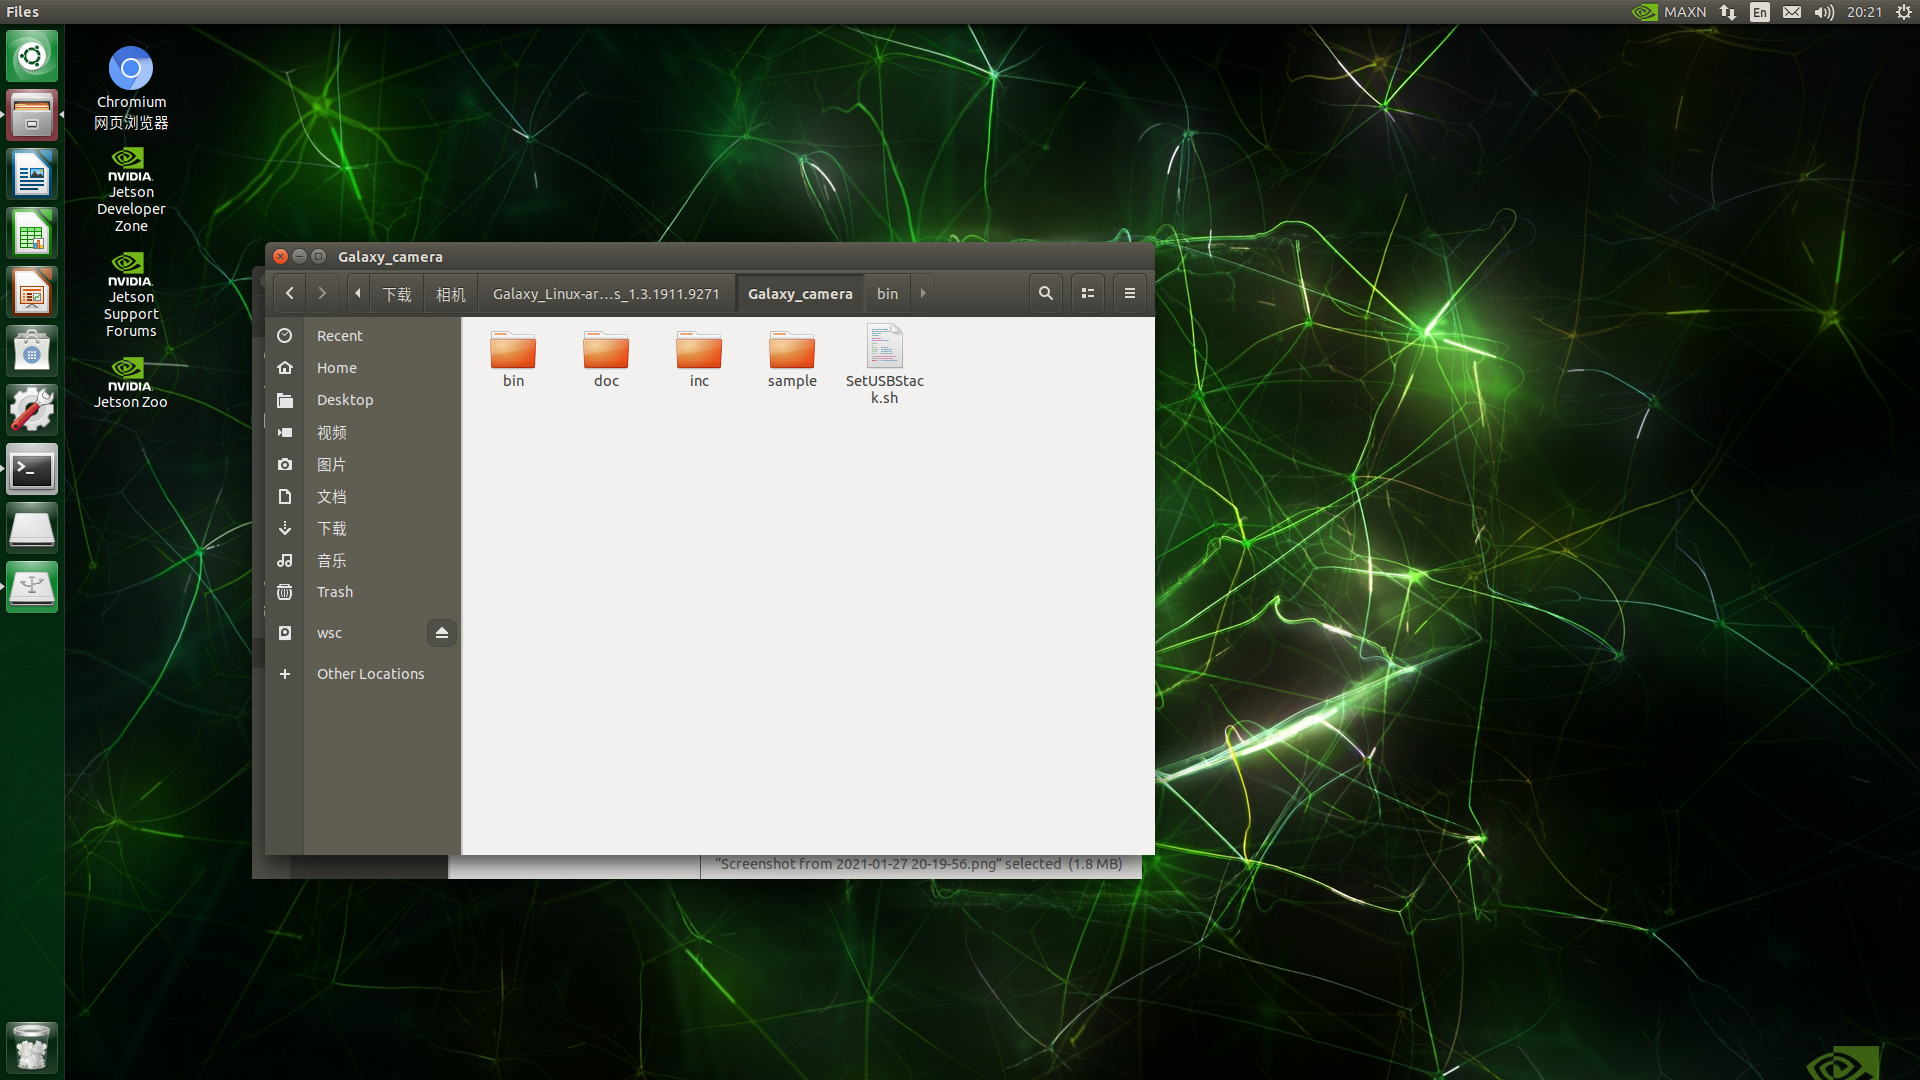 Files
MAXN
En
20:21
Chromium
网页浏览器
NVIDIA.
Jetson
Developer
Zone
NVIDIA.
Jetson
Support
Forums
NVIDIA.
Jetson Zoo
Galaxy_camera
下载
相机
Galaxy_Linux-ar…s_1.3.1911.9271
Galaxy_camera
bin
Recent
Home
Desktop
视频
图片
文档
下载
音乐
Trash
wsc
Other Locations
bin
doc
inc
sample
SetUSBStac
k.sh
"Screenshot from 2021-01-27 20-19-56.png" selected (1.8 MB)